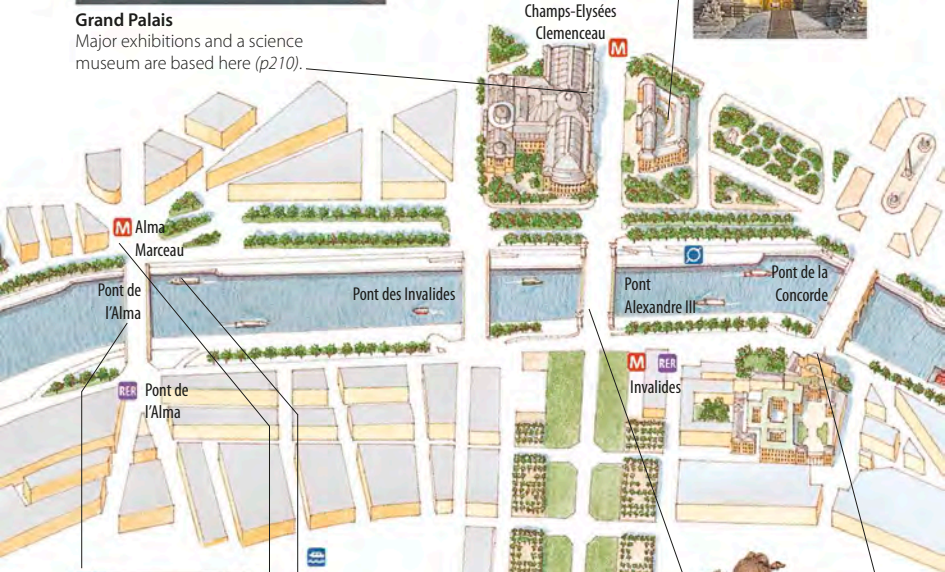 Grand Palais
Major exhibitions and a science
museum are based here (p210).
Champs-Elysées
Clemenceau
M
M Alma
Marceau
Pont de
l'Alma
Pont des Invalides
Pont
Alexandre III
Pont de la
Concorde
RER Pont de
l'Alma
M RER
Invalides